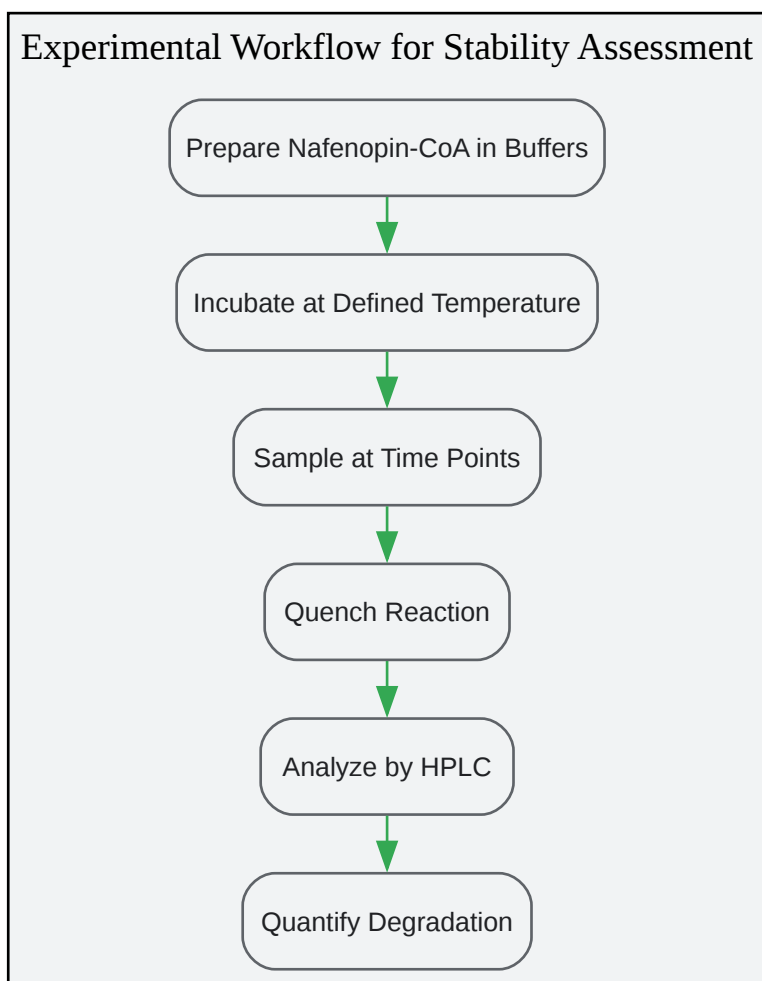 Experimental Workflow for Stability Assessment
Prepare Nafenopin-CoA in Buffers
Incubate at Defined Temperature
Sample at Time Points
Quench Reaction
Analyze by HPLC
Quantify Degradation